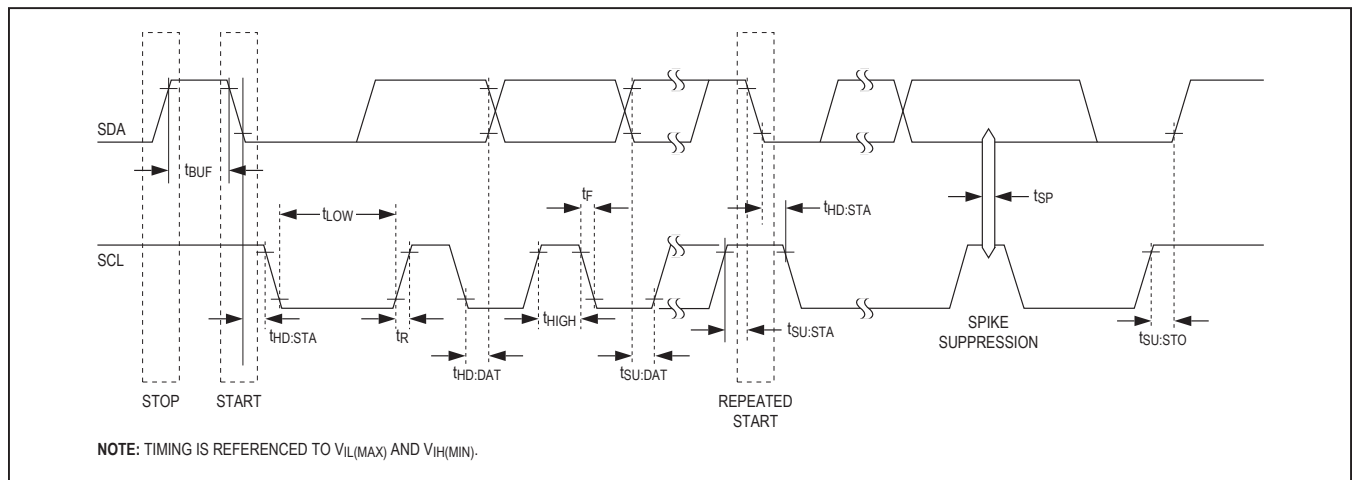 SDA
tBUF
tF
tLOW
tHD:STA
tSP
SCL
tHD:STA
tR
tHIGH
tSU:STA
SPIKE
SUPPRESSION
tSU:STO
tHD:DAT
tSU:DAT
STOP
START
REPEATED
START
NOTE: TIMING IS REFERENCED TO VIL(MAX) AND VIH(MIN).